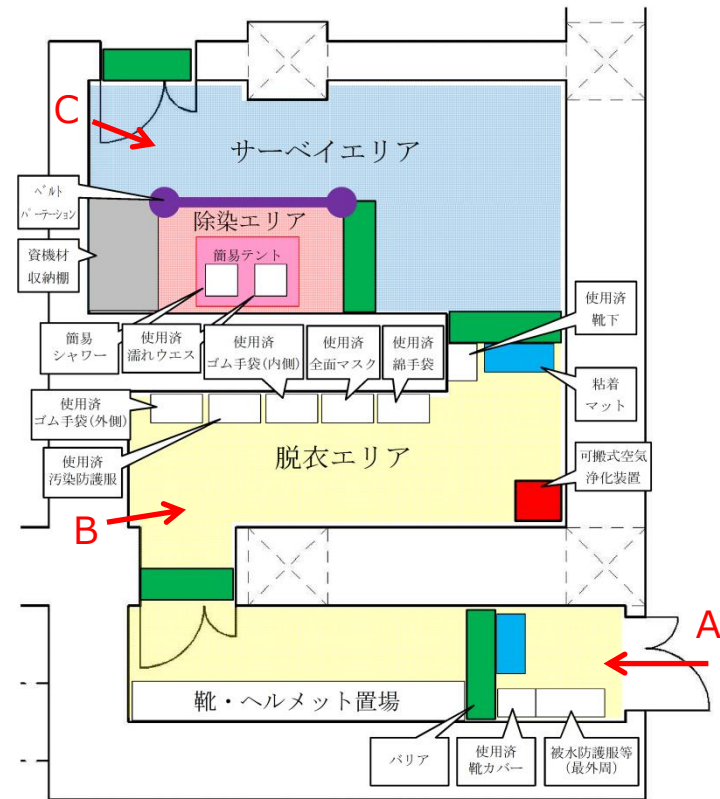 C
サーベイエリア
ベルト
パーテーション
除染エリア
資機材
収納棚
簡易テント
簡易
シャワー
使用済
濡れウエス
使用済
ゴム手袋(内側)
使用済
全面マスク
使用済
綿手袋
使用済
靴下
使用済
ゴム手袋(外側)
粘着
マット
使用済
汚染防護服
脱衣エリア
可搬式空気
浄化装置
B
A
靴・ヘルメット置場
バリア
使用済
靴カバー
被水防護服等
(最外周)